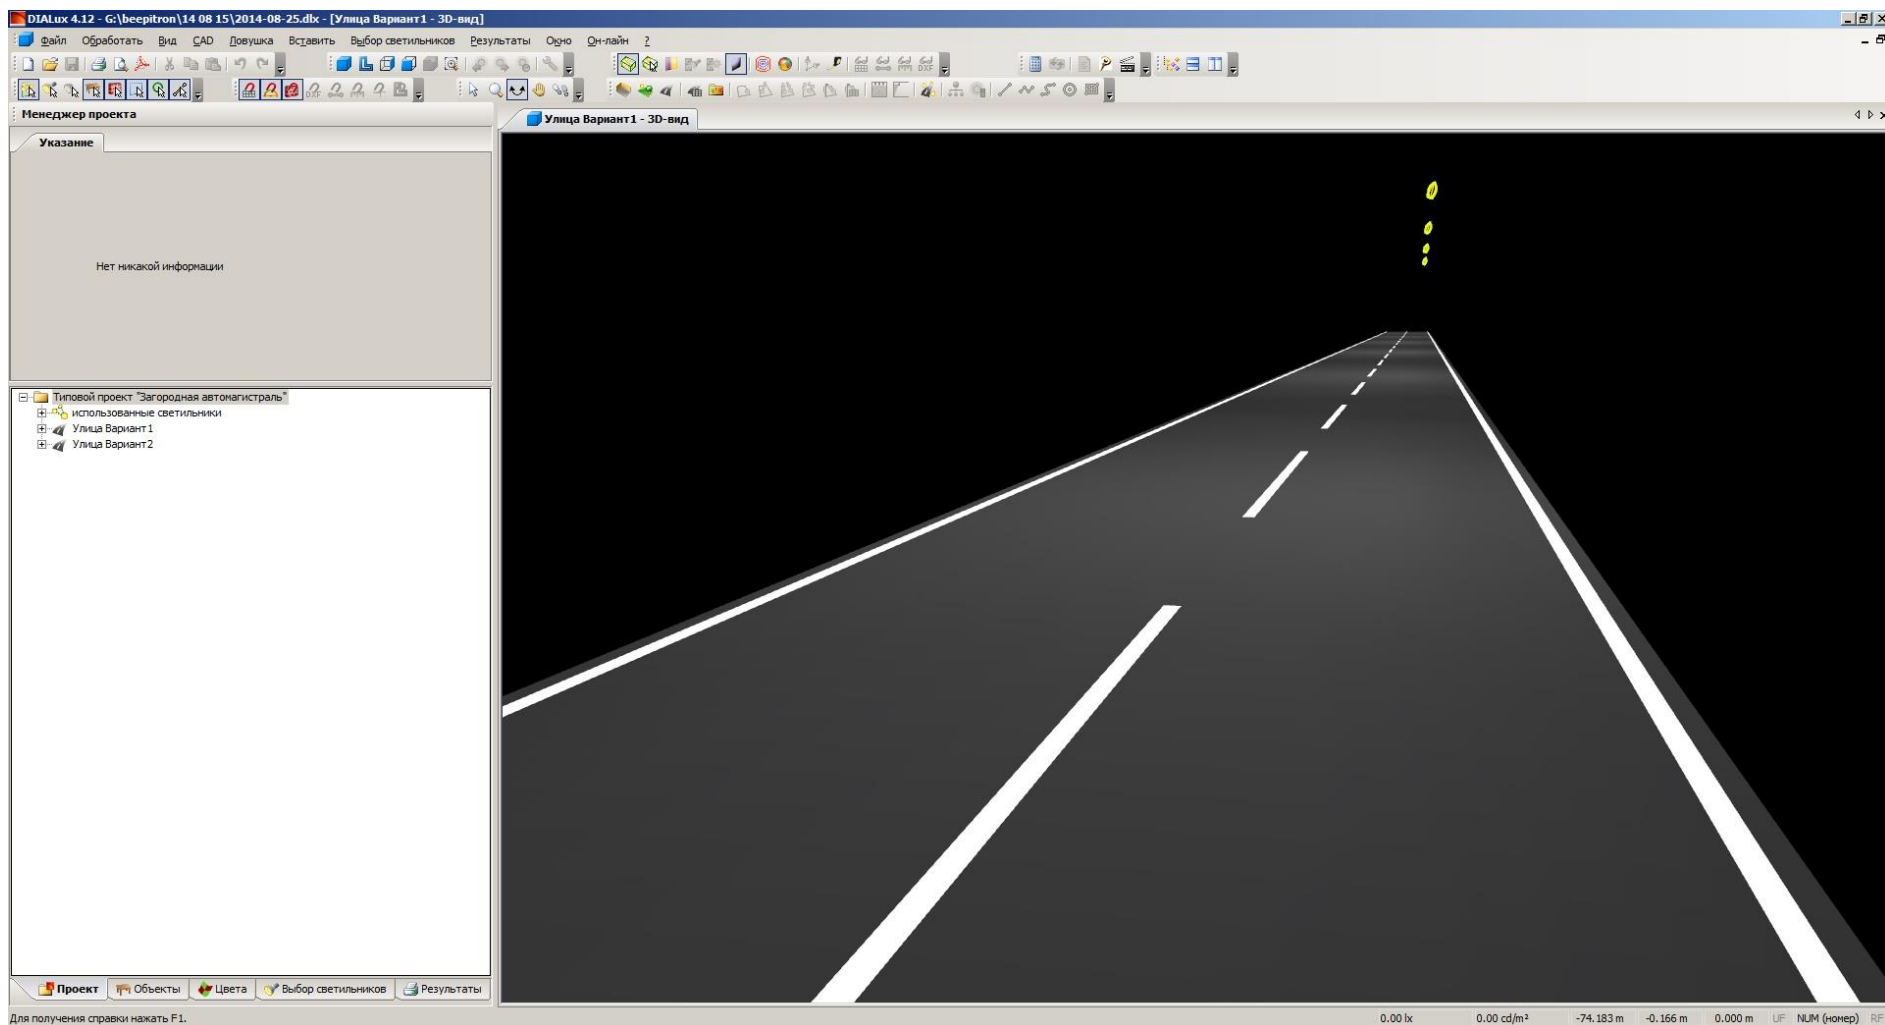 DIALux 4.12 - G:\beepitron\14 08 15\2014-08-25.dlx - [Улица Вариант1 - 3D-вид]
Файл Обработать Вид CAD Ловушка Вставить Выбор светильников Результаты Окно Он-лайн ?
Менеджер проекта
Улица Вариант1 - 3D-вид
Указание
Нет никакой информации
Типовой проект "Загородная автомагистраль"
использованные светильники
Улица Вариант1
Улица Вариант2
Проект Объекты Цвета Выбор светильников Результаты
Для получения справки нажать F1. 0.00 lx 0.00 cd/m² -74.183 m -0.166 m 0.000 m UF NUM (номер) RF